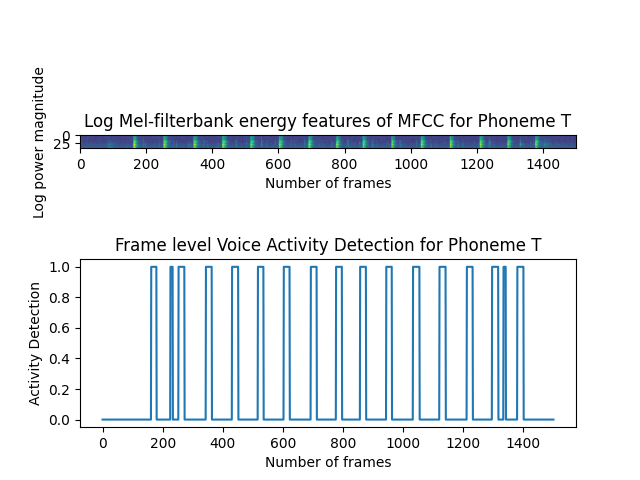 Log Mel-filterbank energy features of MFCC for Phoneme T
Log power magnitude
0
25
0 200 400 600 800 1000 1200 1400
Number of frames
Frame level Voice Activity Detection for Phoneme T
Activity Detection
1.0
0.8
0.6
0.4
0.2
0.0
0 200 400 600 800 1000 1200 1400
Number of frames